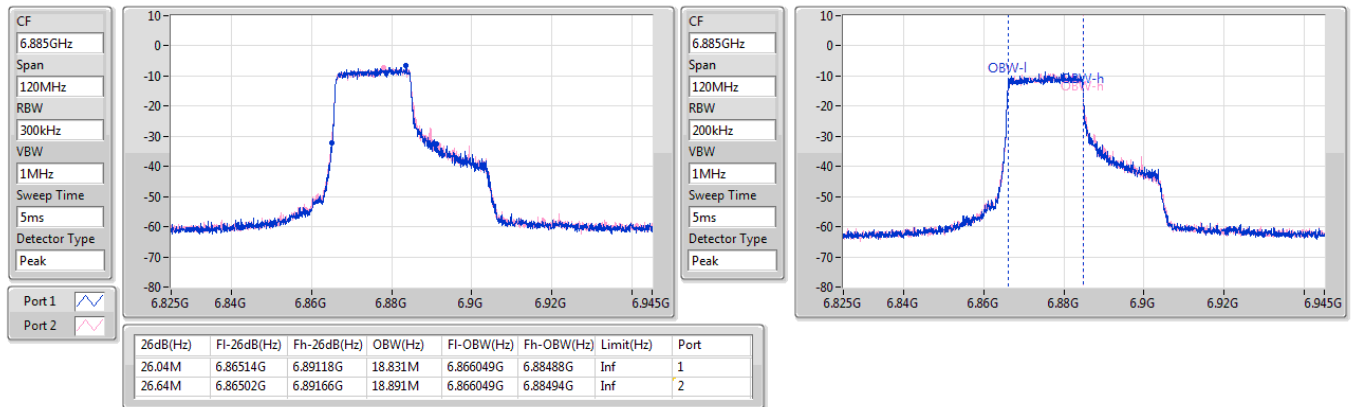 CF
6.885GHz
Span
120MHz
RBW
300kHz
VBW
1MHz
Sweep Time
5ms
Detector Type
Peak
Port 1
Port 2
10
0
-10
-20
-30
-40
-50
-60
-70
-80
6.825G 6.84G 6.86G 6.88G 6.9G 6.92G 6.945G
CF
6.885GHz
Span
120MHz
RBW
200kHz
VBW
1MHz
Sweep Time
5ms
Detector Type
Peak
10
0
-10
-20
-30
-40
-50
-60
-70
-80
OBW-l
OBW-h
OBW-h
6.825G 6.84G 6.86G 6.88G 6.9G 6.92G 6.945G
26dB(Hz) Fl-26dB(Hz) Fh-26dB(Hz) OBW(Hz) Fl-OBW(Hz) Fh-OBW(Hz) Limit(Hz) Port
26.04M 6.86514G 6.89118G 18.831M 6.866049G 6.88488G Inf 1
26.64M 6.86502G 6.89166G 18.891M 6.866049G 6.88494G Inf 2